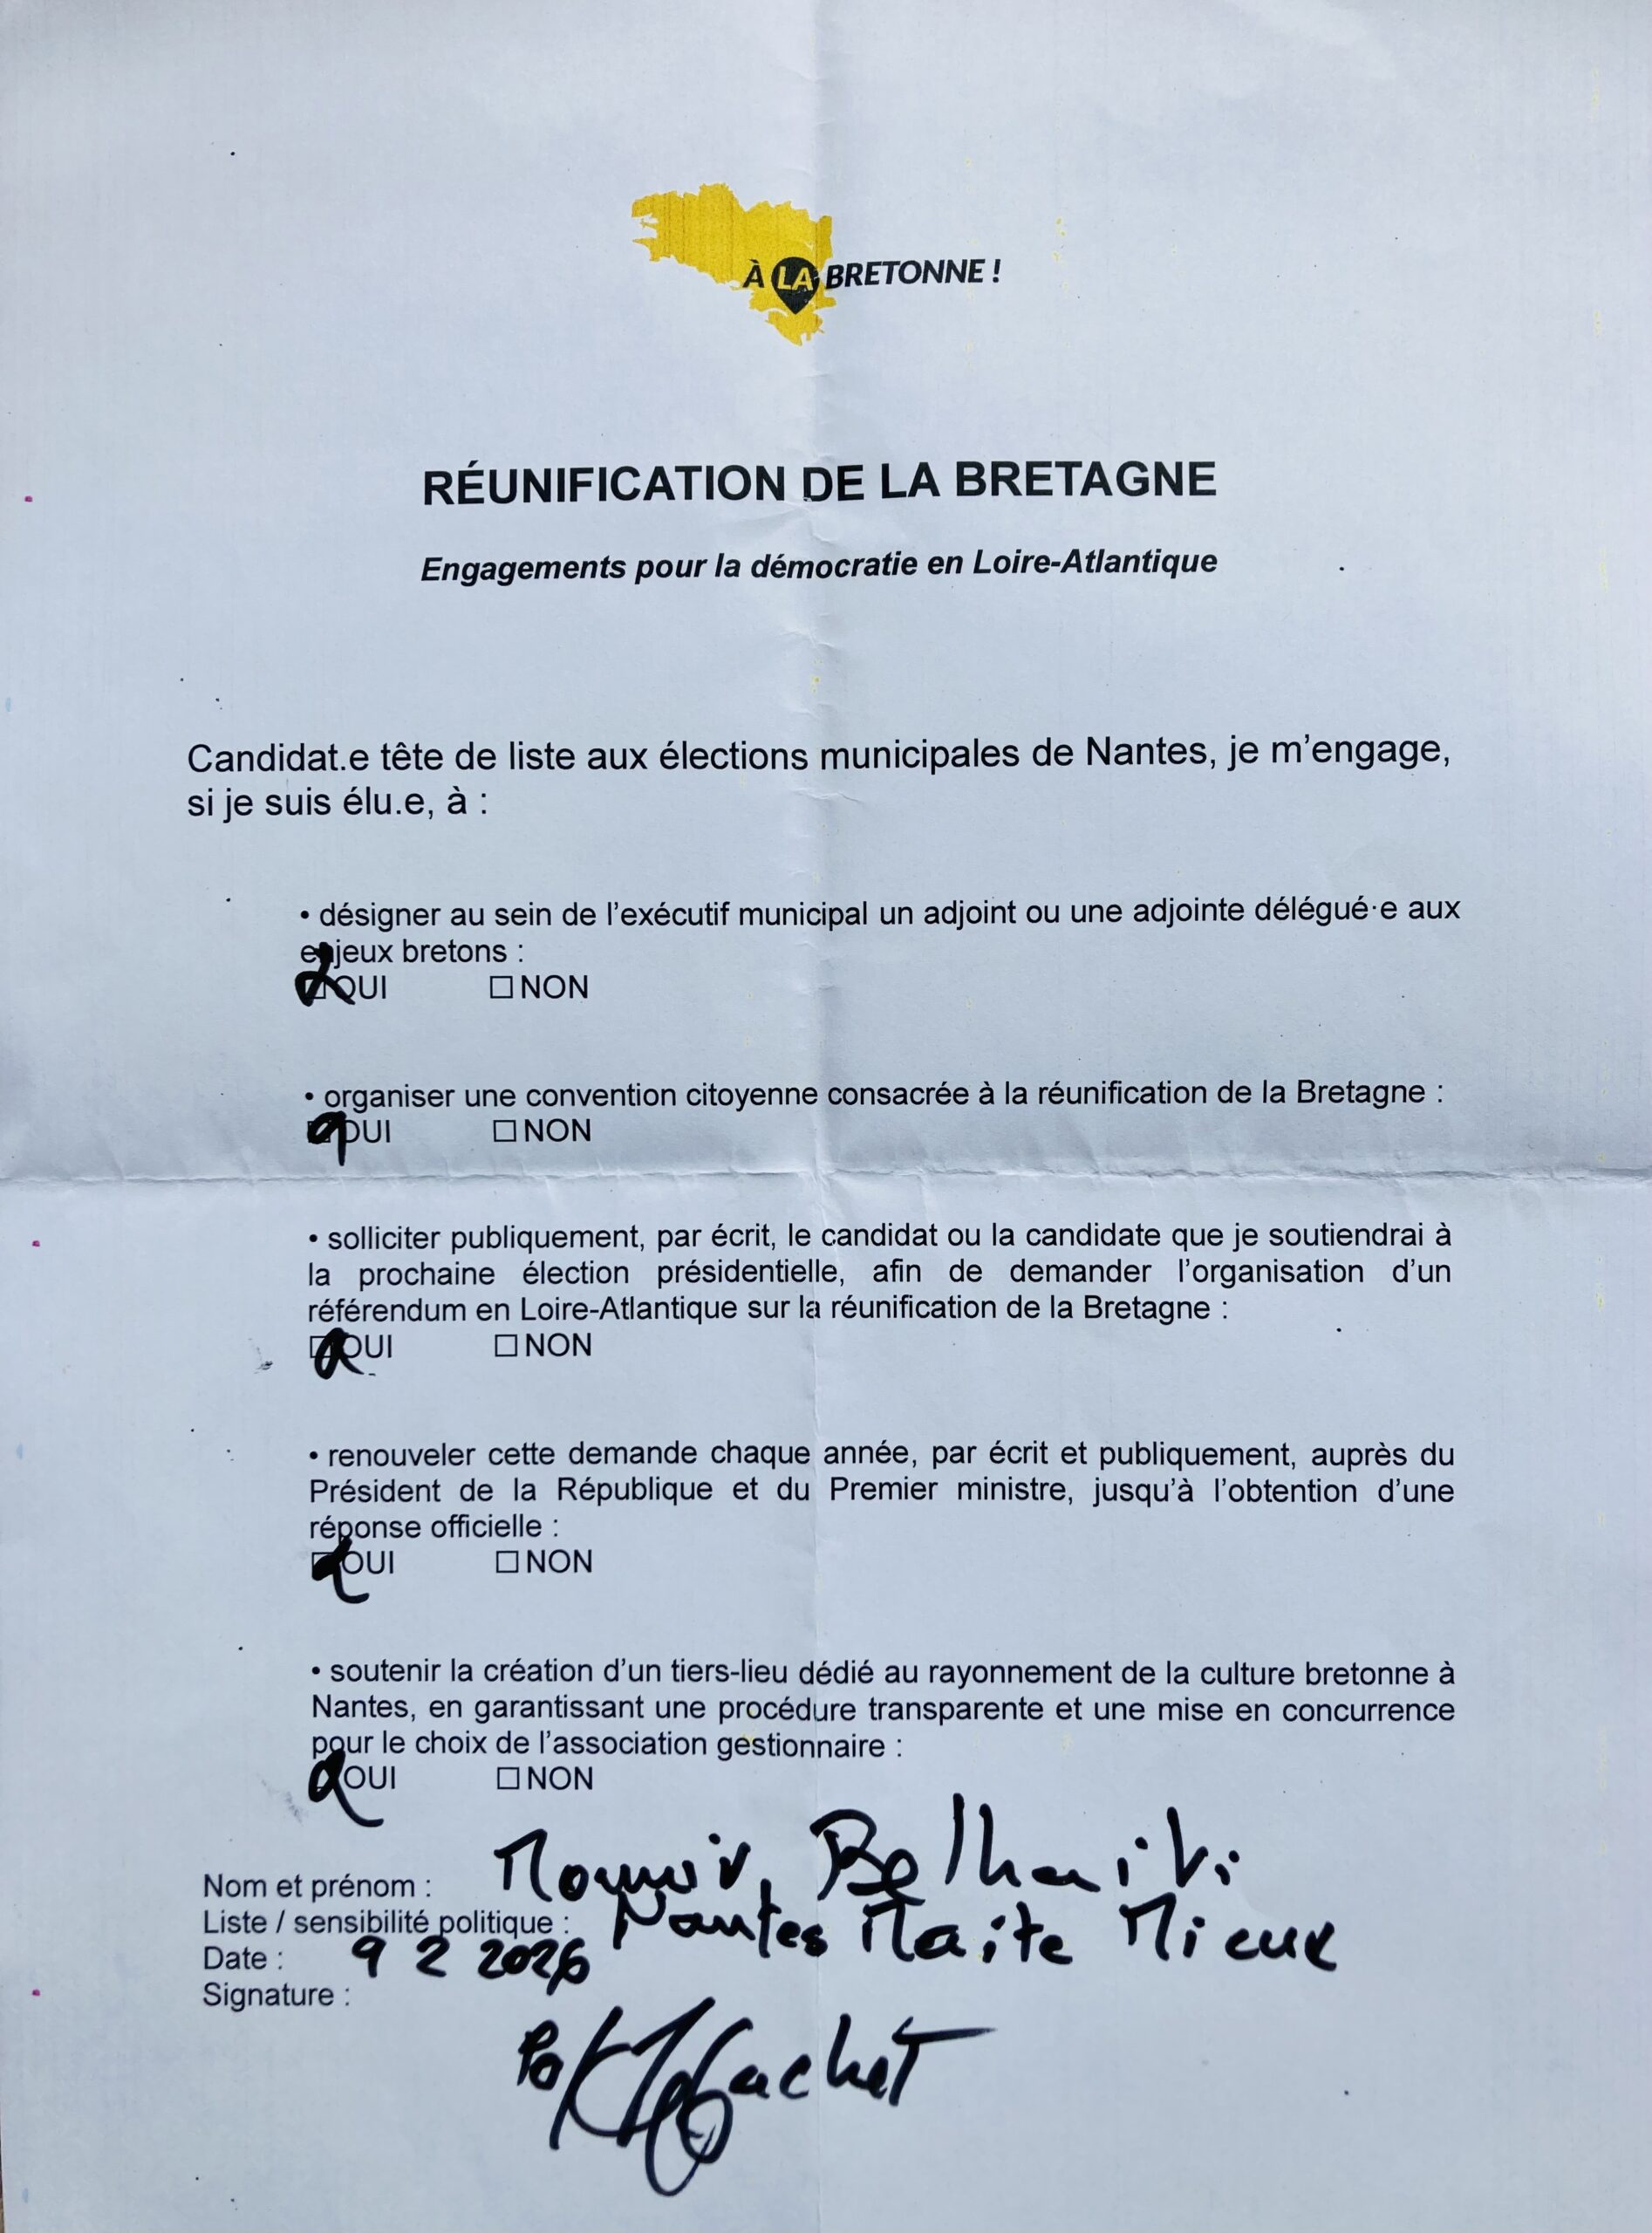 À LA BRETONNE !
RÉUNIFICATION DE LA BRETAGNE
Engagements pour la démocratie en Loire-Atlantique
Candidat.e tête de liste aux élections municipales de Nantes, je m’engage,
si je suis élu.e, à :
• désigner au sein de l’exécutif municipal un adjoint ou une adjointe délégué·e aux
enjeux bretons :
☒ OUI ☐ NON
• organiser une convention citoyenne consacrée à la réunification de la Bretagne :
☒ OUI ☐ NON
• solliciter publiquement, par écrit, le candidat ou la candidate que je soutiendrai à
la prochaine élection présidentielle, afin de demander l’organisation d’un
référendum en Loire-Atlantique sur la réunification de la Bretagne :
☒ OUI ☐ NON
• renouveler cette demande chaque année, par écrit et publiquement, auprès du
Président de la République et du Premier ministre, jusqu’à l’obtention d’une
réponse officielle :
☒ OUI ☐ NON
• soutenir la création d’un tiers-lieu dédié au rayonnement de la culture bretonne à
Nantes, en garantissant une procédure transparente et une mise en concurrence
pour le choix de l’association gestionnaire :
☒ OUI ☐ NON
Nom et prénom : Mounir Belhamiti
Liste / sensibilité politique : Nantes Mérite Mieux
Date : 9 2 2026
Signature :